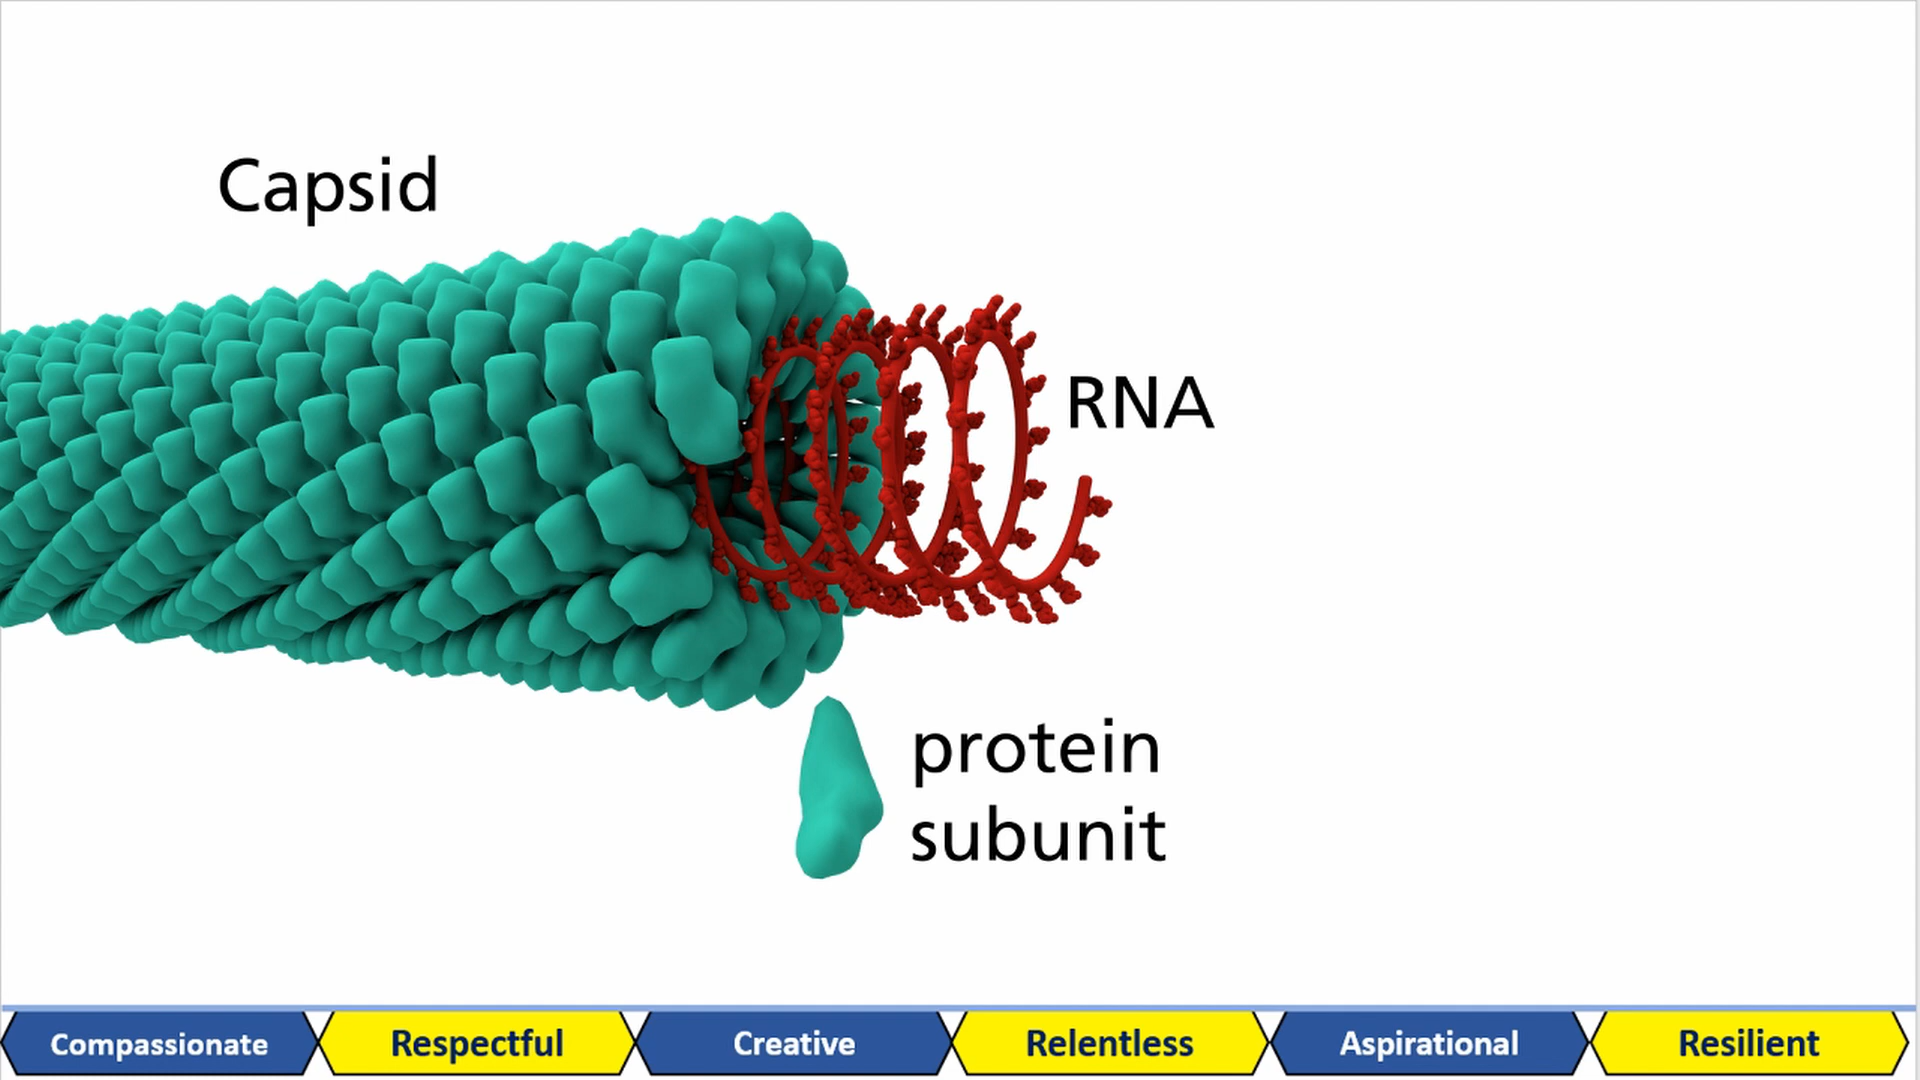 Capsid
RNA
protein
subunit
Compassionate
Respectful
Creative
Relentless
Aspirational
Resilient